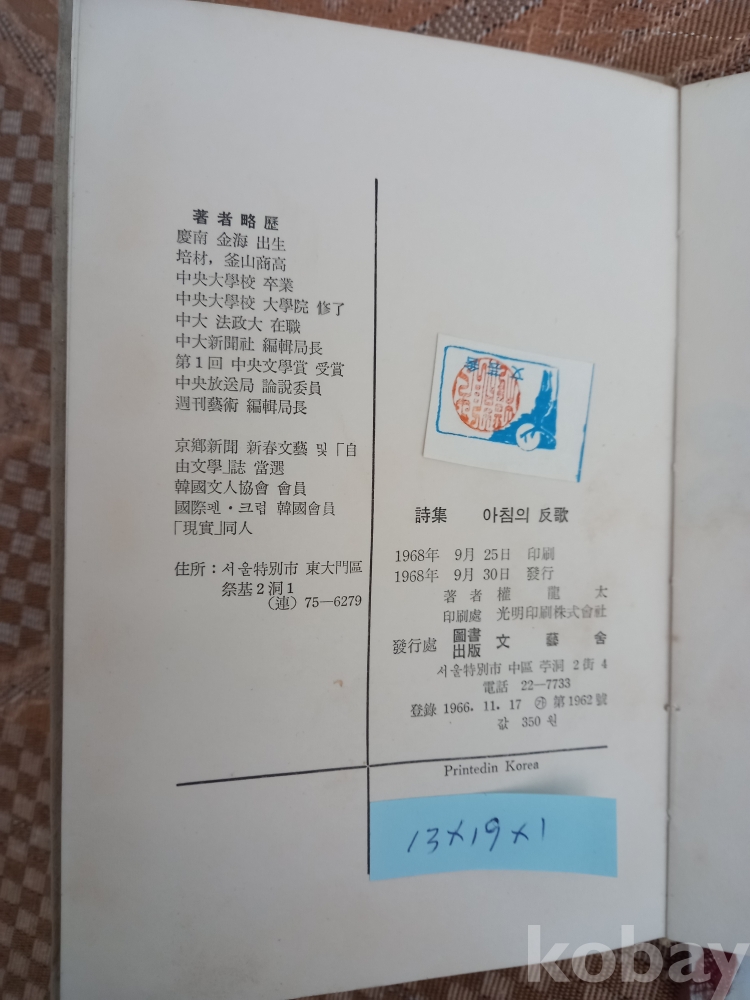 著者略歷
慶南 金海 出生
培材, 釜山商高
中央大學校 卒業
中央大學校 大學院 修了
中大 法政大 在職
中大新聞社 編輯局長
第1回 中央文學賞 受賞
中央放送局 論說委員
週刊藝術 編輯局長
京鄕新聞 新春文藝 및 「自
由文學」誌 當選
韓國文人協會 會員
國際펜・크럽 韓國會員
「現實」同人
住所 : 서울特別市 東大門區
祭基2洞1
(連) 75—6279
詩集 아침의 反歌
1968年 9月 25日 印刷
1968年 9月 30日 發行
著者 權龍太
印刷處 光明印刷株式會社
發行處 圖書出版 文藝舍
서울特別市 中區 苧洞 2街 4
電話 22—7733
登錄 1966. 11. 17 ㉮ 第1962號
값 350 원
Printedin Korea
13×19×1
kobay